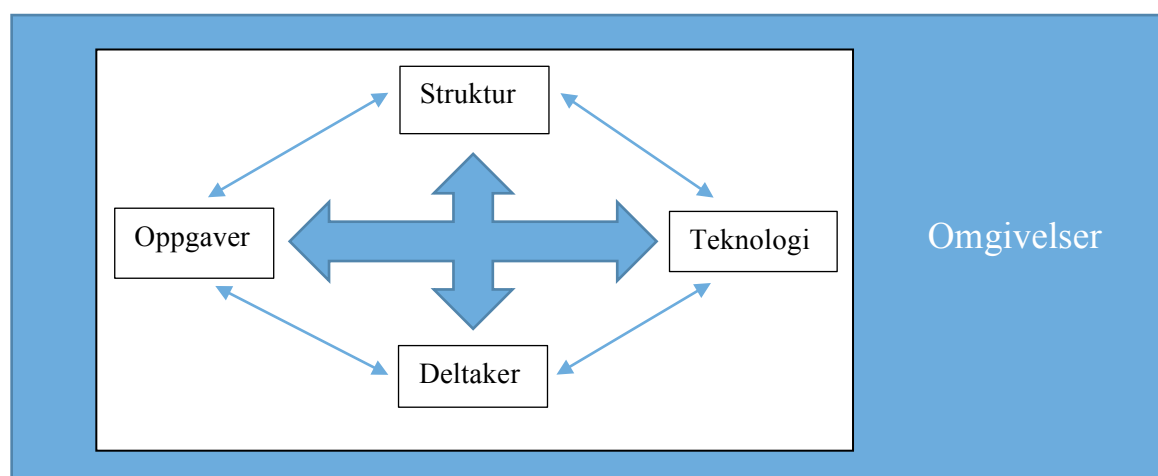 Struktur
Oppgaver
Teknologi
Omgivelser
Deltaker